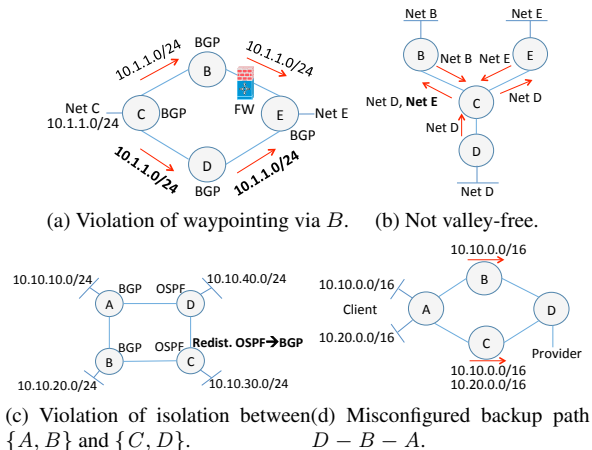 BGP
10.1.1.0/24
10.1.1.0/24
B
FW
Net C
10.1.1.0/24
C
BGP
E
Net E
BGP
D
10.1.1.0/24
10.1.1.0/24
BGP
(a) Violation of waypointing via B.
Net B
Net E
B
E
Net B
Net E
Net D, Net E
C
Net D
Net D
D
Net D
(b) Not valley-free.
10.10.10.0/24
BGP
OSPF
10.10.40.0/24
A
D
BGP
OSPF
Redist. OSPF→BGP
B
C
10.10.20.0/24
10.10.30.0/24
(c) Violation of isolation between
{A, B} and {C, D}.
10.10.0.0/16
B
10.10.0.0/16
Client
A
D
10.20.0.0/16
C
Provider
10.10.0.0/16
10.20.0.0/16
(d) Misconfigured backup path
D − B − A.